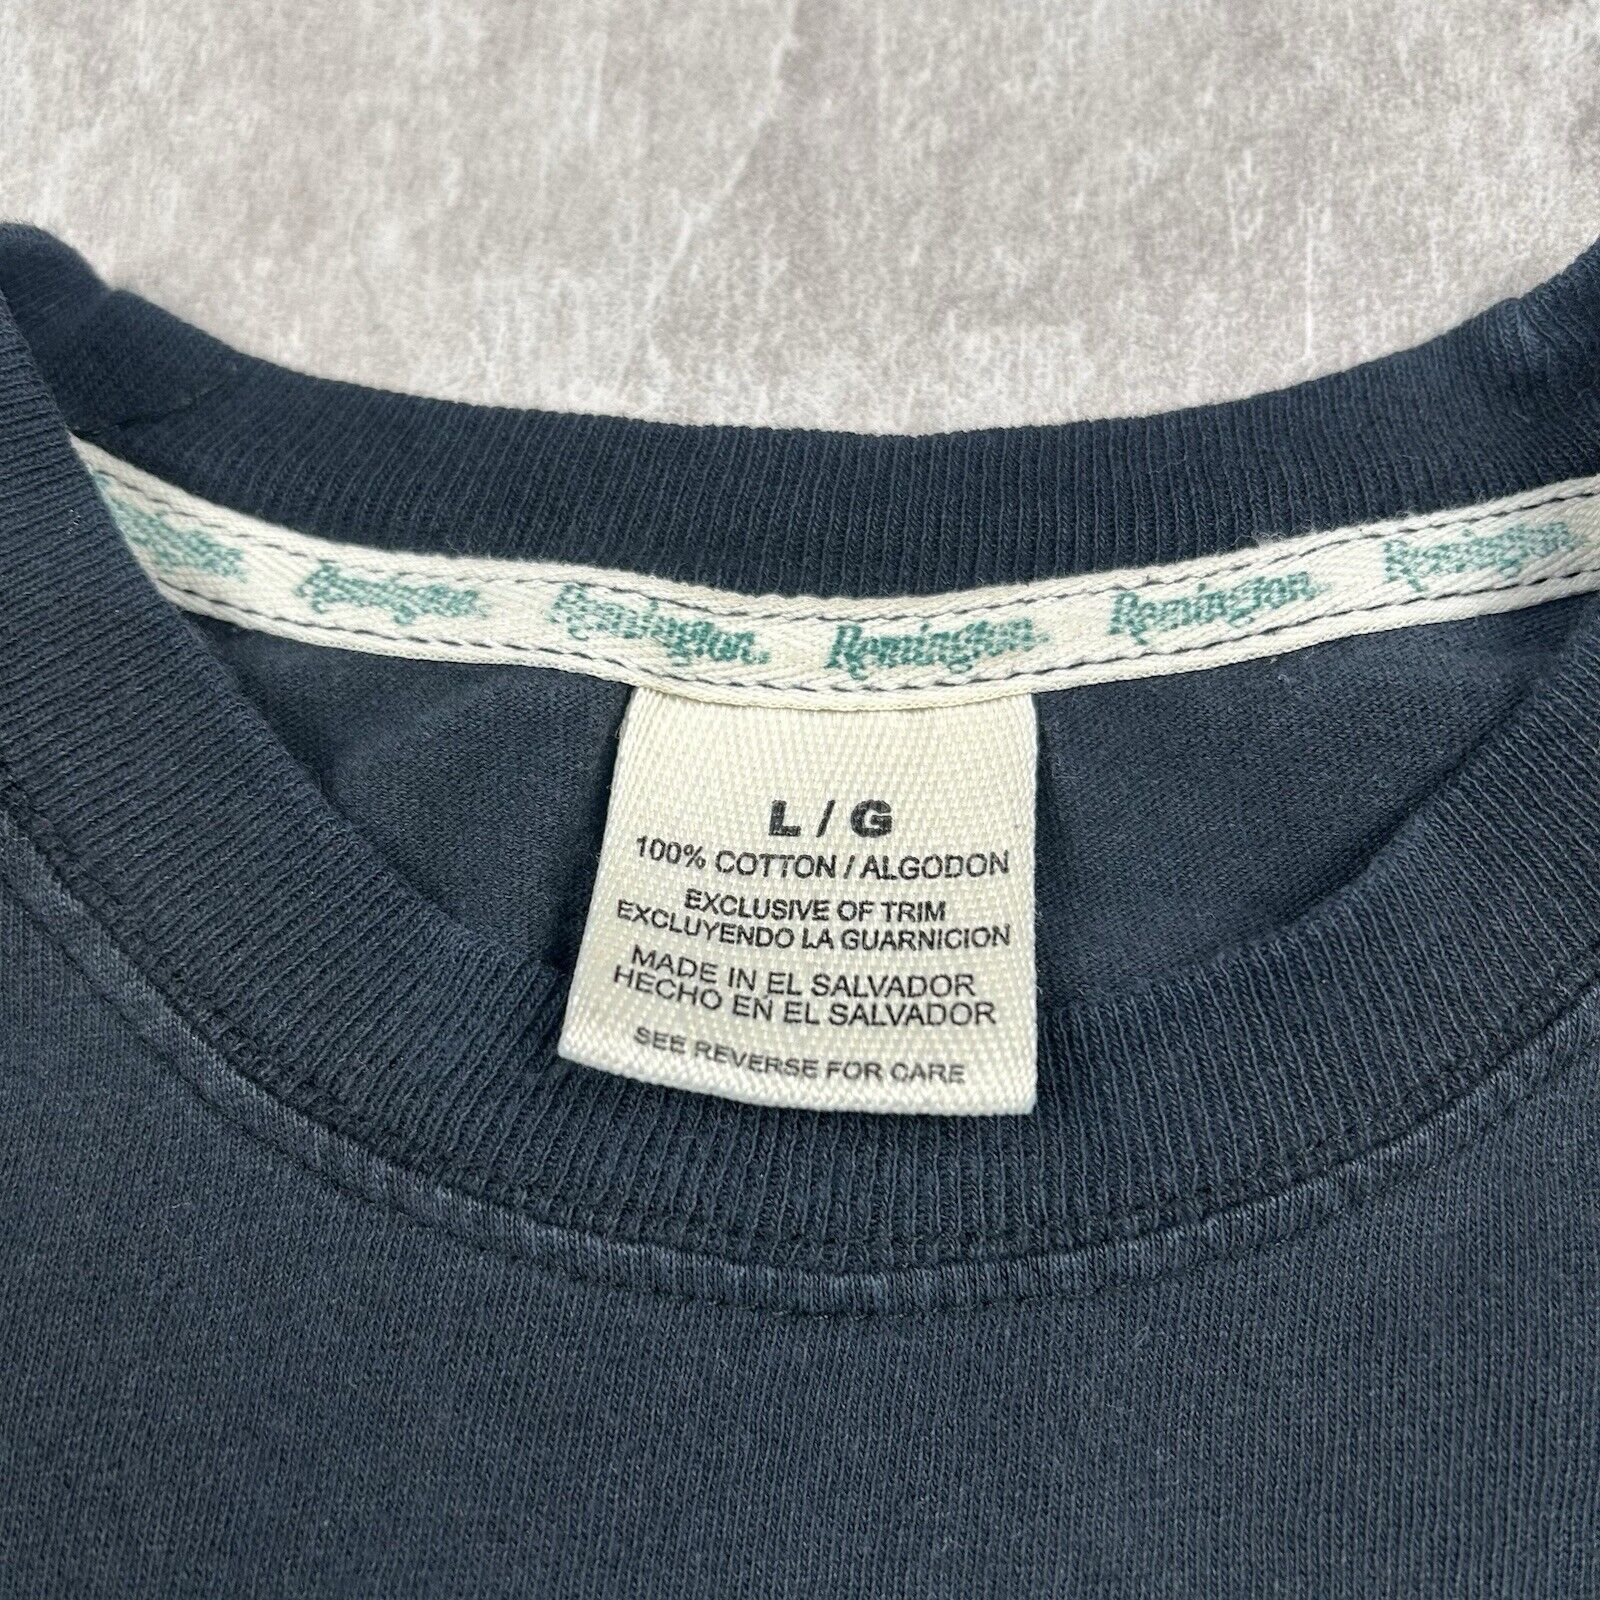 Remington Remington. Remington. Remington. Remington
L / G
100% COTTON / ALGODON
EXCLUSIVE OF TRIM
EXCLUYENDO LA GUARNICION
MADE IN EL SALVADOR
HECHO EN EL SALVADOR
SEE REVERSE FOR CARE